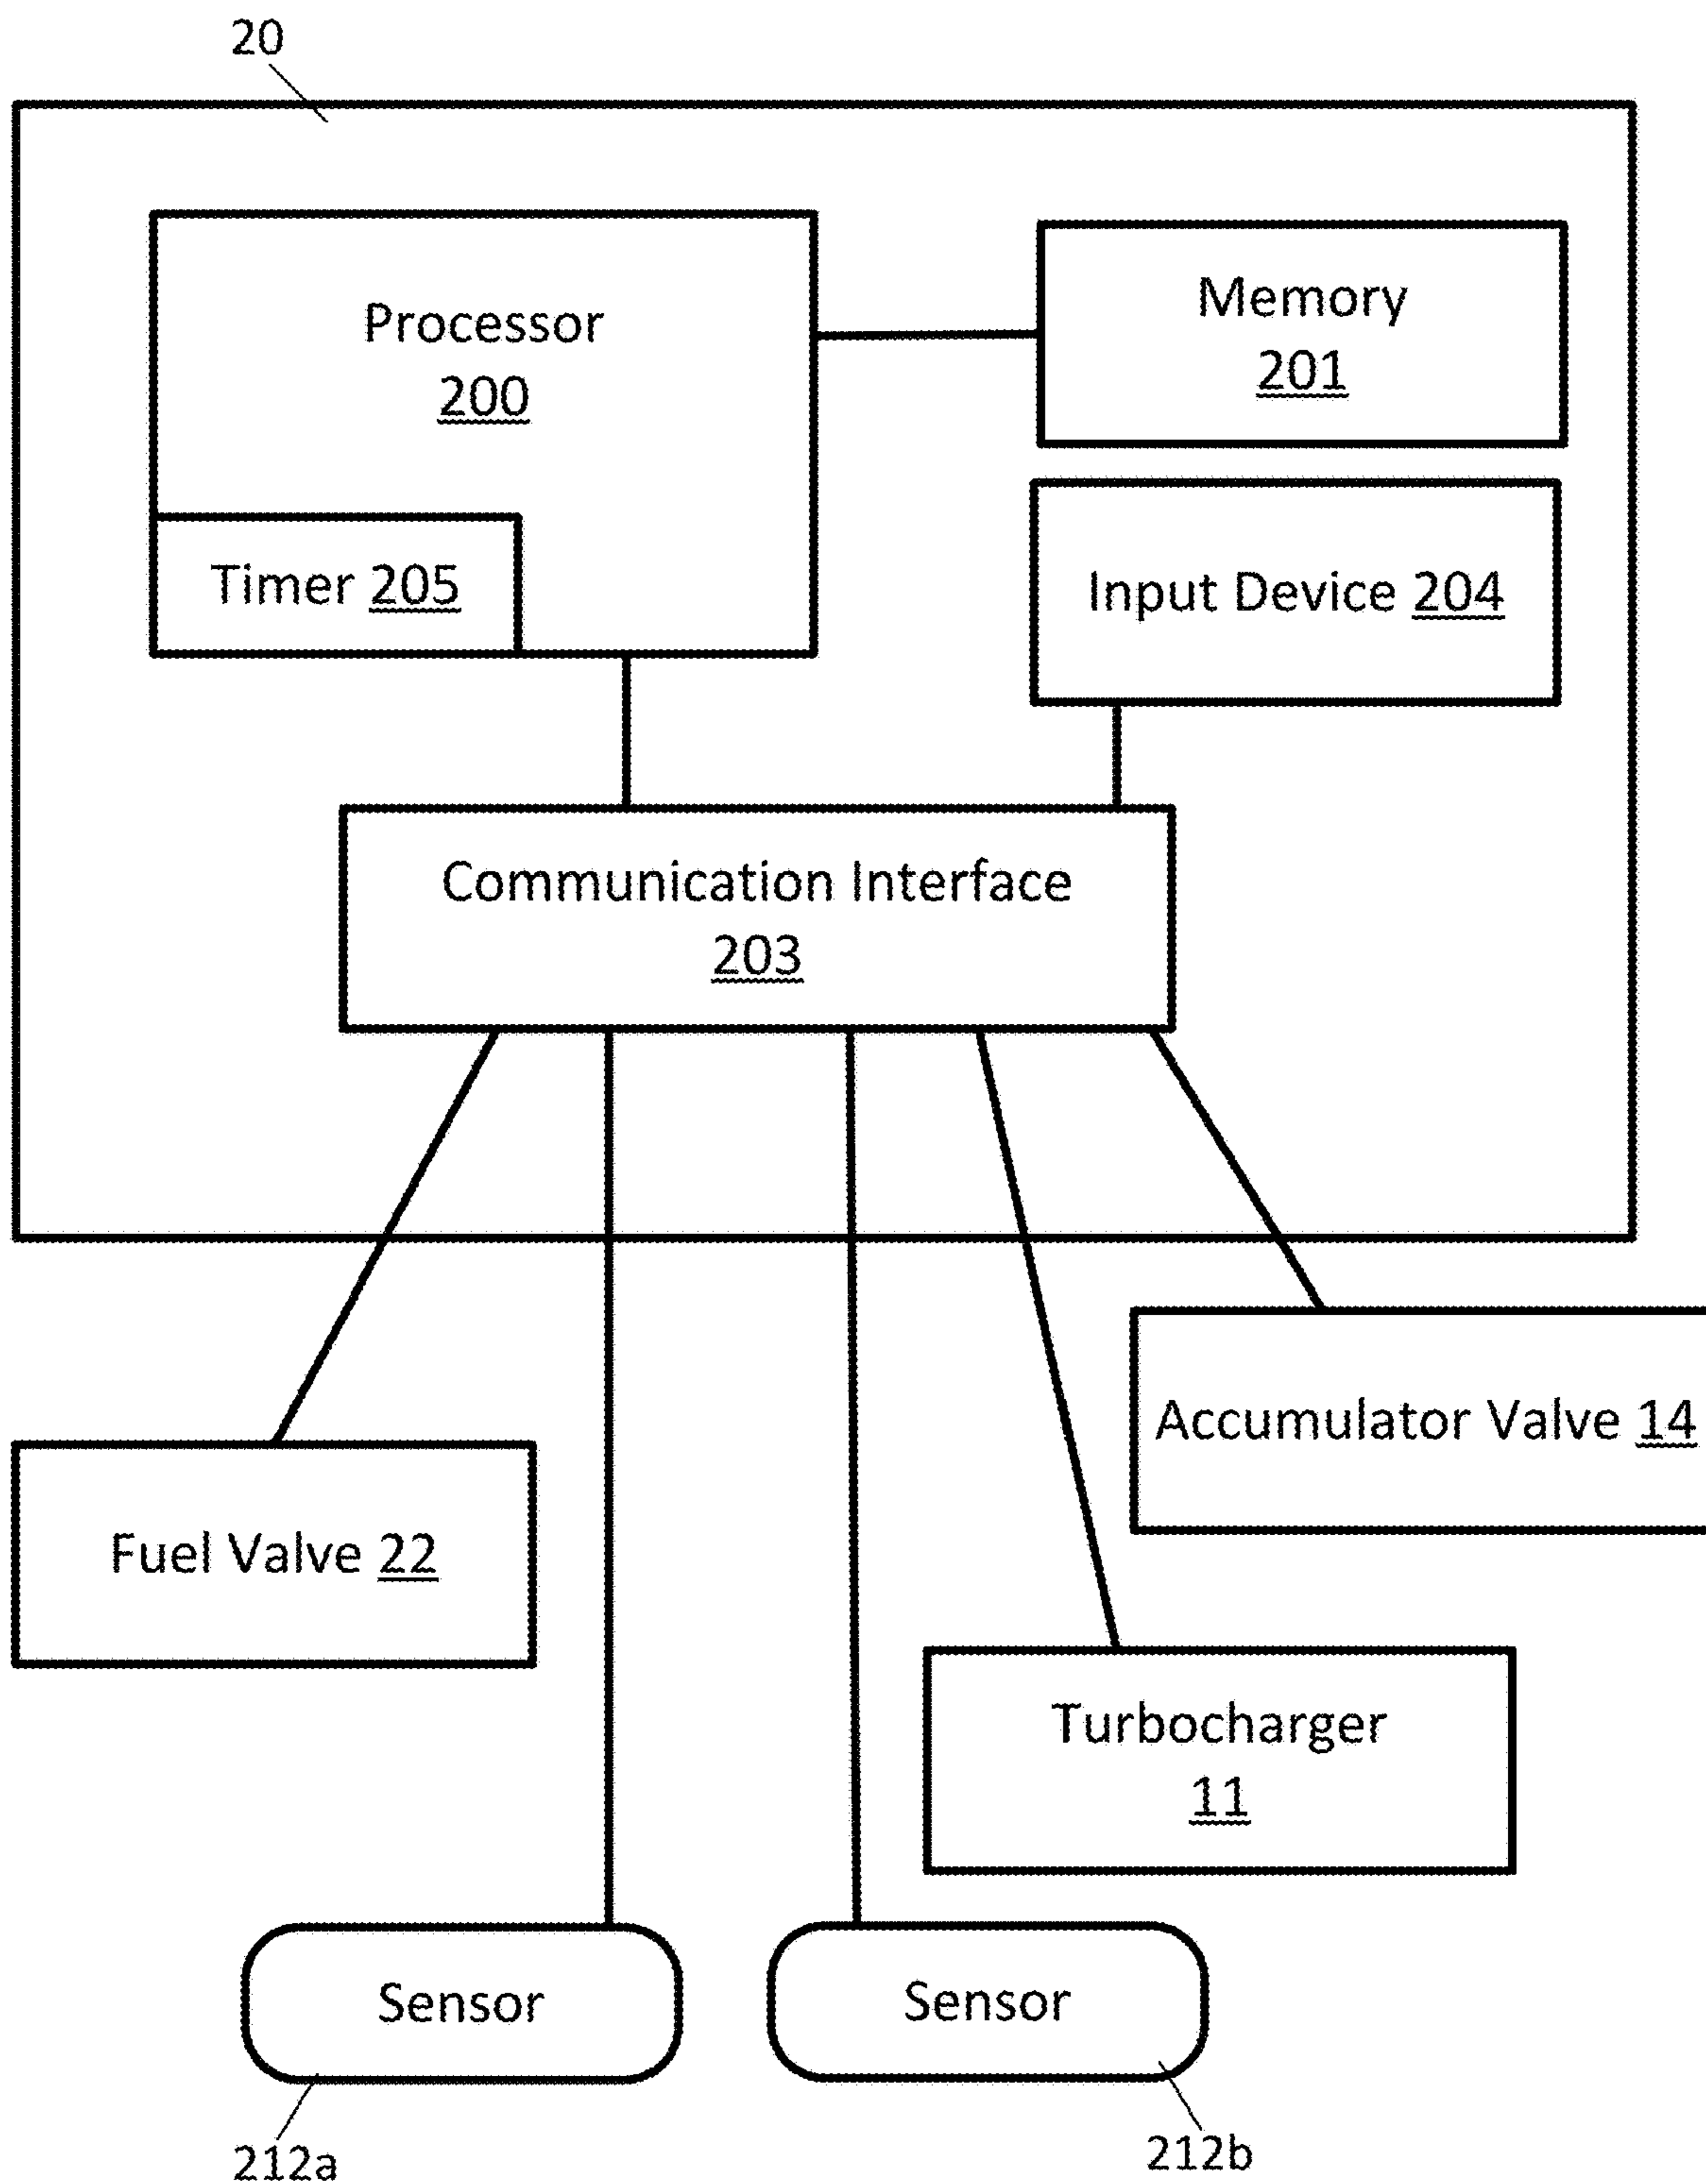 20
Processor
200
Memory
201
Timer 205
Input Device 204
Communication Interface
203
Accumulator Valve 14
Fuel Valve 22
Turbocharger
11
Sensor
Sensor
212a
212b